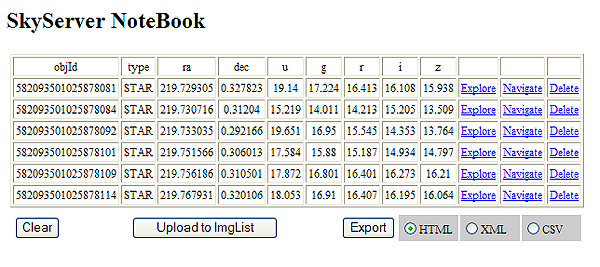 SkyServer NoteBook
objId type ra dec u g r i z
582093501025878081 STAR 219.729305 0.327823 19.14 17.224 16.413 16.108 15.938 Explore Navigate Delete
582093501025878084 STAR 219.730716 0.31204 15.219 14.011 14.213 15.205 13.509 Explore Navigate Delete
582093501025878092 STAR 219.733035 0.292166 19.651 16.95 15.545 14.353 13.764 Explore Navigate Delete
582093501025878101 STAR 219.751566 0.306013 17.584 15.88 15.187 14.934 14.797 Explore Navigate Delete
582093501025878109 STAR 219.756186 0.310501 17.872 16.801 16.401 16.273 16.21 Explore Navigate Delete
582093501025878114 STAR 219.767931 0.320106 18.053 16.91 16.407 16.195 16.064 Explore Navigate Delete
Clear Upload to ImgList Export HTML XML CSV